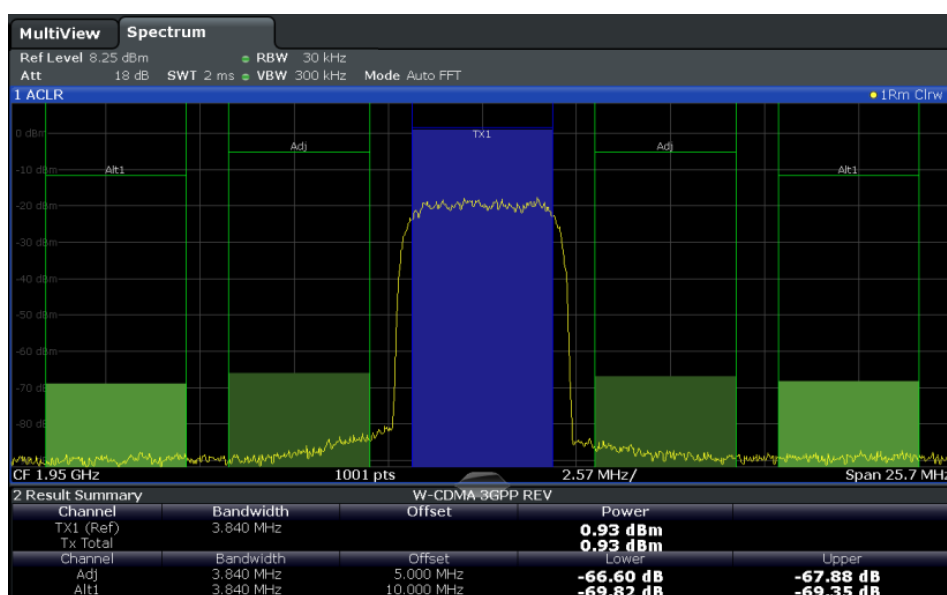 MultiView Spectrum
Ref Level 8.25 dBm RBW 30 kHz
Att 18 dB SWT 2 ms VBW 300 kHz Mode Auto FFT
1 ACLR 1Rm Clrw
0 dBm
TX1
Adj Adj
-10 dBm Alt1 Alt1
-20 dBm
-30 dBm
-40 dBm
-50 dBm
-60 dBm
-70 dB
-80 dB
CF 1.95 GHz 1001 pts 2.57 MHz/ Span 25.7 MHz
2 Result Summary W-CDMA 3GPP REV
Channel Bandwidth Offset Power
TX1 (Ref) 3.840 MHz 0.93 dBm
Tx Total 0.93 dBm
Channel Bandwidth Offset Lower Upper
Adj 3.840 MHz 5.000 MHz -66.60 dB -67.88 dB
Alt1 3.840 MHz 10.000 MHz -69.82 dB -69.35 dB